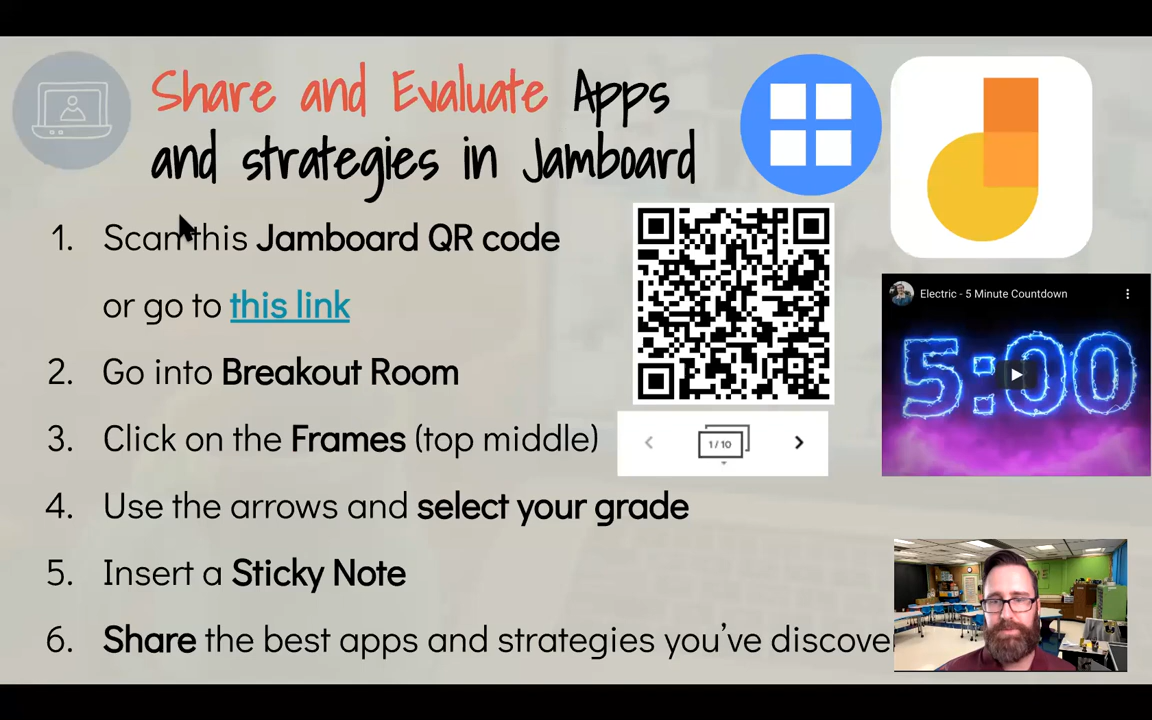 Share and Evaluate Apps
and strategies in Jamboard
1. Scan this Jamboard QR code
or go to this link
2. Go into Breakout Room
3. Click on the Frames (top middle)
1/10
4. Use the arrows and select your grade
5. Insert a Sticky Note
6. Share the best apps and strategies you've discove
Electric - 5 Minute Countdown
5:00